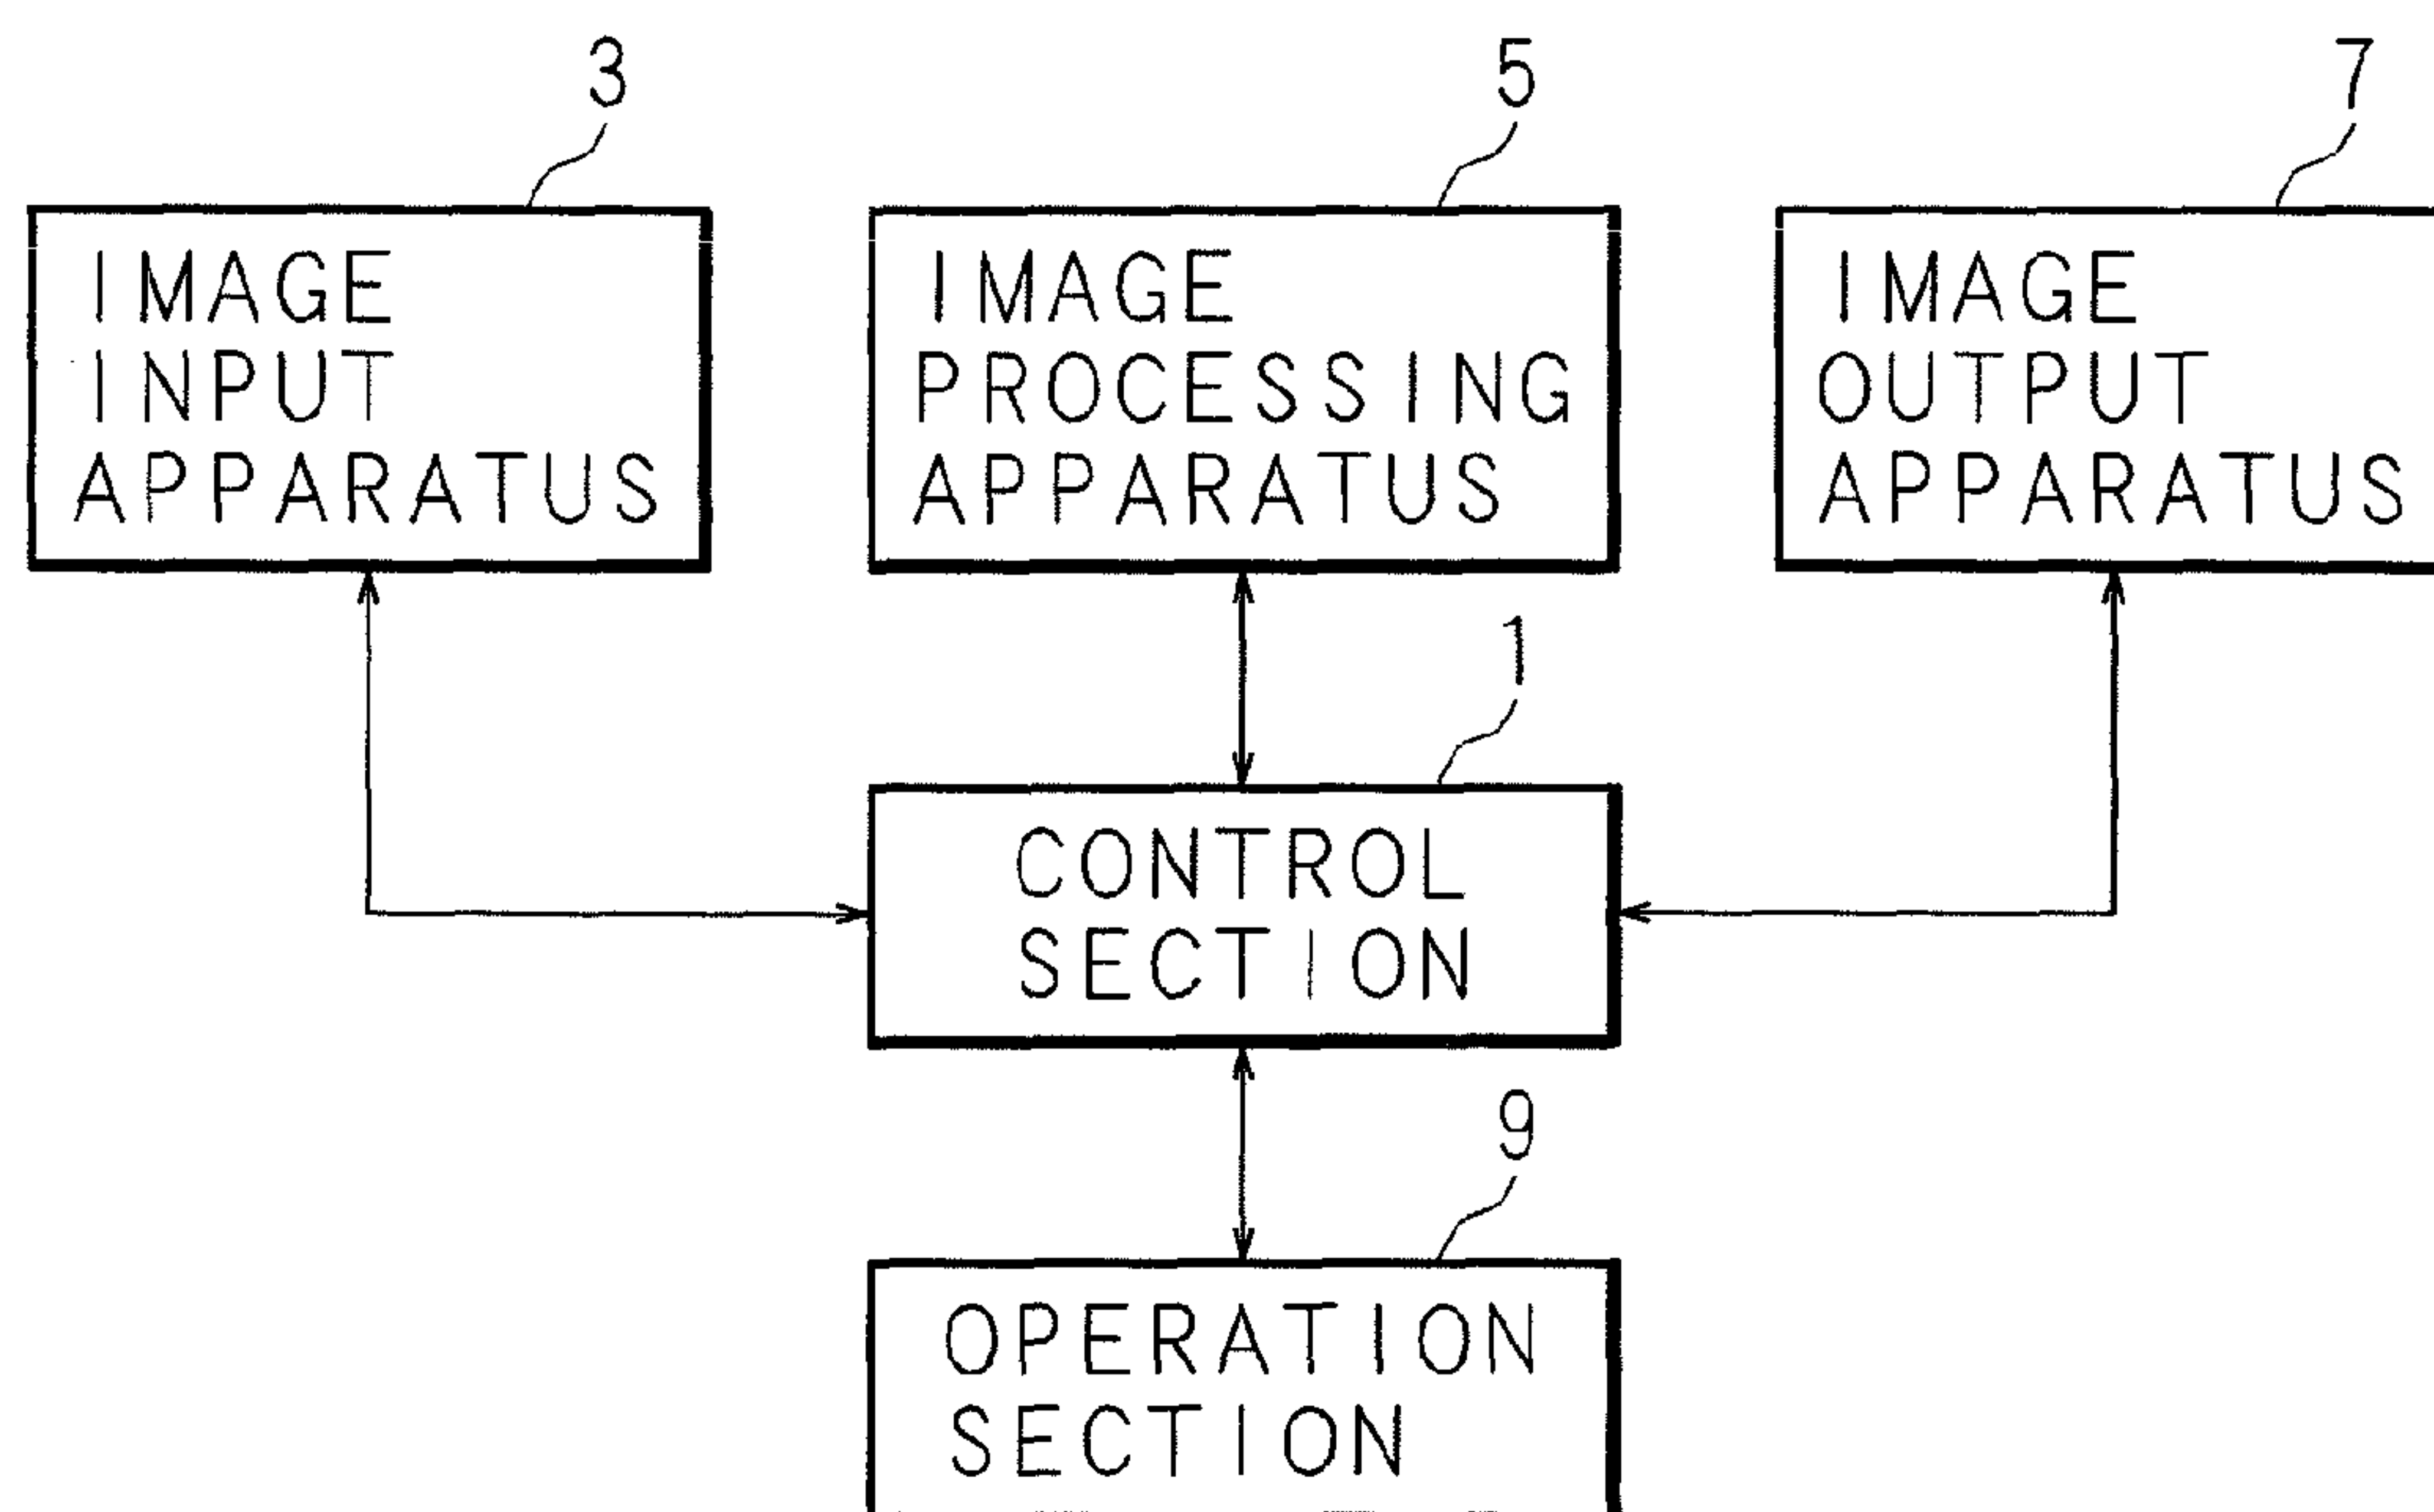 3
5
7
IMAGE
INPUT
APPARATUS
IMAGE
PROCESSING
APPARATUS
IMAGE
OUTPUT
APPARATUS
1
CONTROL
SECTION
9
OPERATION
SECTION